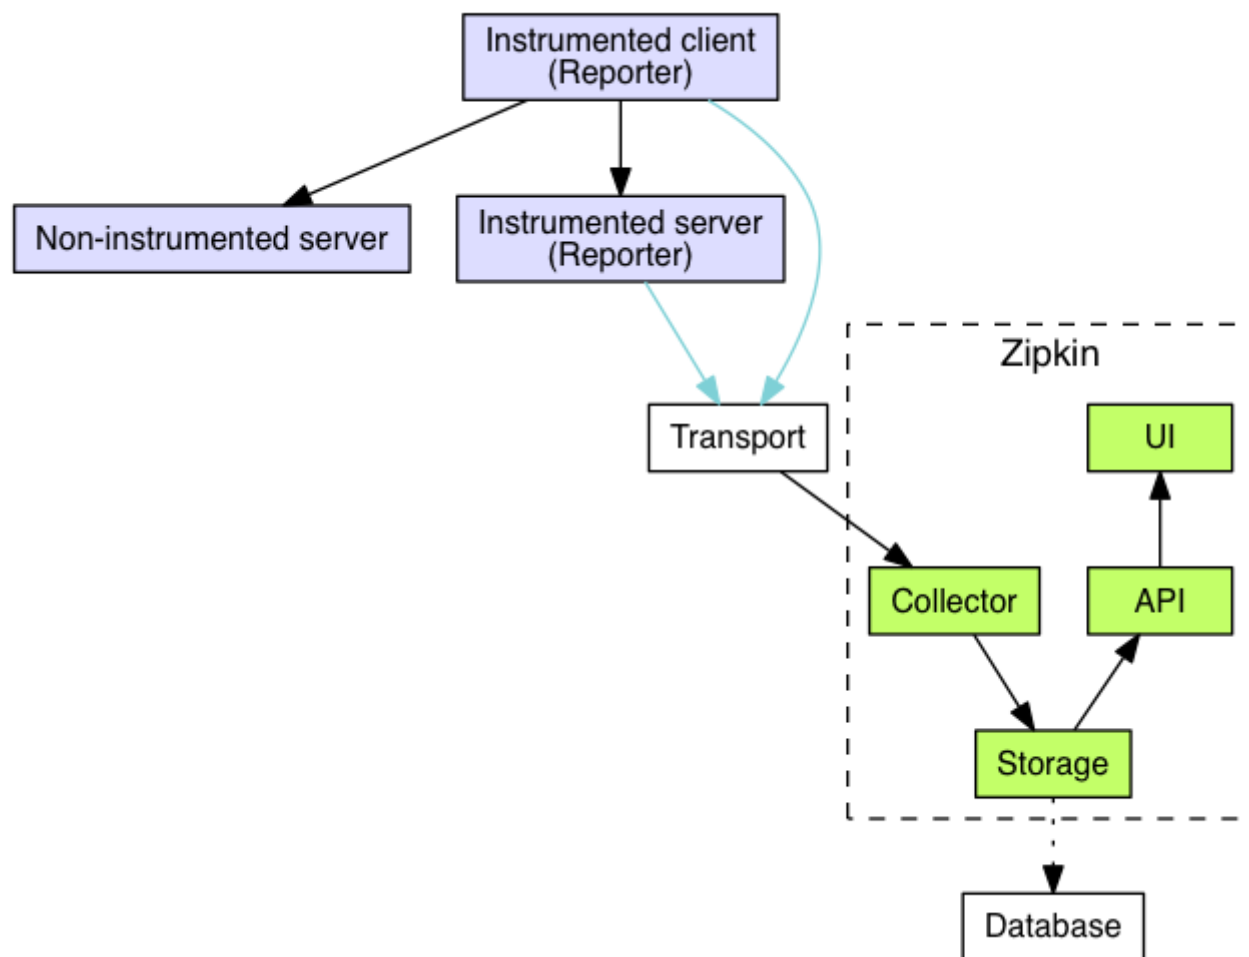 Instrumented client
(Reporter)
Non-instrumented server
Instrumented server
(Reporter)
Zipkin
Transport
UI
Collector
API
Storage
Database